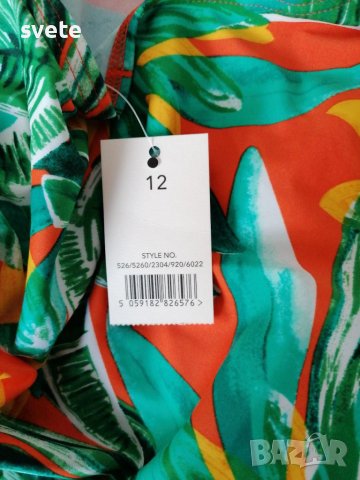 svete
12
STYLE NO.
526/5260/2304/920/6022
5 059182 826576 >
BAZAR